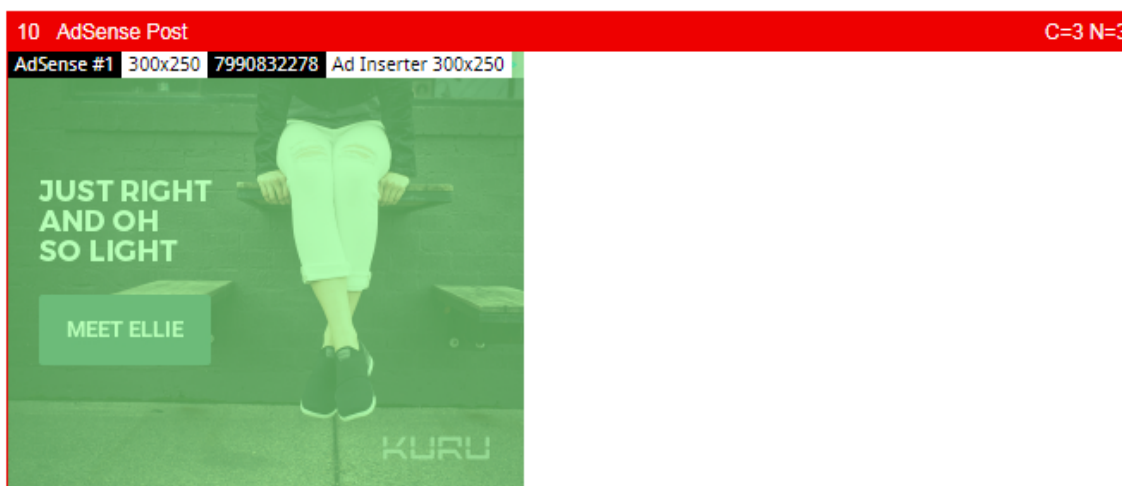 10 AdSense Post C=3 N=3
AdSense #1 300x250 7990832278 Ad Inserter 300x250
JUST RIGHT
AND OH
SO LIGHT
MEET ELLIE
KURU